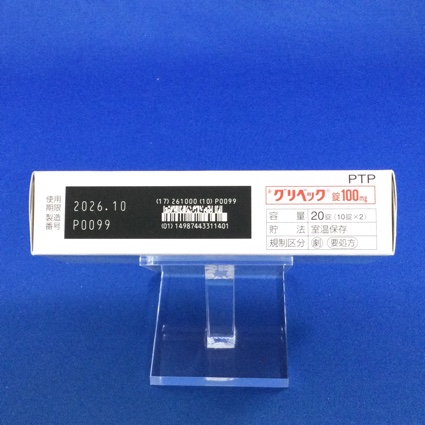 PTP
使用
期限
2026.10
製造
番号
P0099
(17) 261000 (10) P0099
(01) 14987443311401
グリベック錠100mg
容量 20錠(10錠×2)
貯法 室温保存
規制区分 劇 要処方